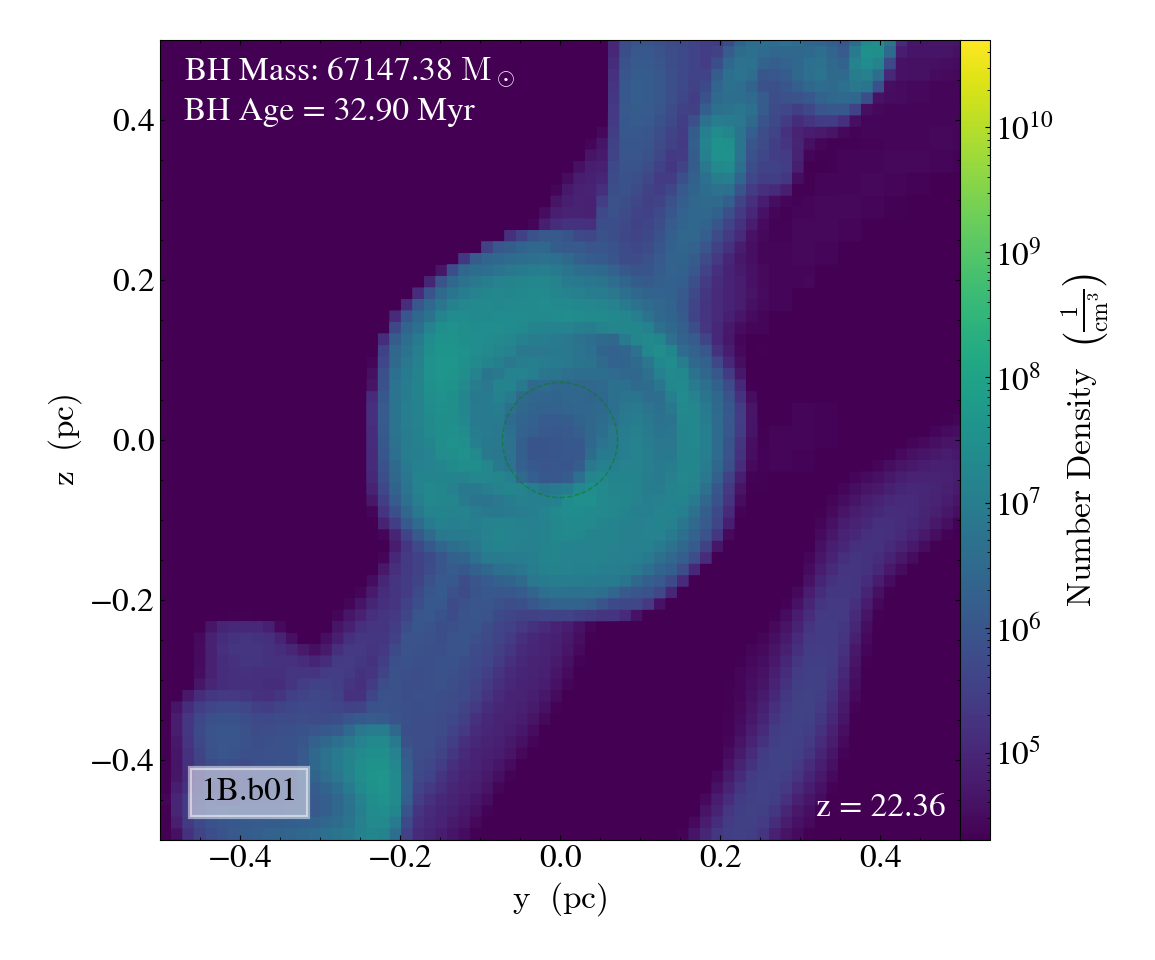 BH Mass: 67147.38 M⊙
BH Age = 32.90 Myr
1B.b01
z = 22.36
0.4
0.2
0.0
−0.2
−0.4
z (pc)
−0.4 −0.2 0.0 0.2 0.4
y (pc)
10¹⁰
10⁹
10⁸
10⁷
10⁶
10⁵
Number Density (1/cm³)